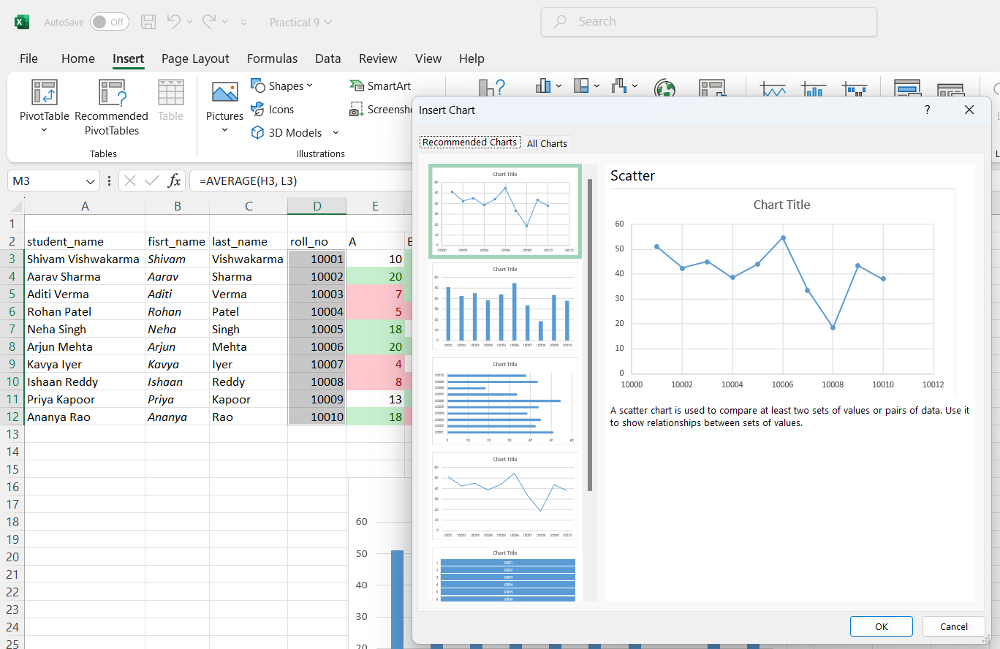 AutoSave Off Practical 9 Search
File Home Insert Page Layout Formulas Data Review View Help
PivotTable Recommended PivotTables Table
Tables
Pictures Shapes Icons 3D Models SmartArt
Illustrations
M3 fx =AVERAGE(H3, L3)
A B C D E
1
2 student_name fisrt_name last_name roll_no A
3 Shivam Vishwakarma Shivam Vishwakarma 10001 10
4 Aarav Sharma Aarav Sharma 10002 20
5 Aditi Verma Aditi Verma 10003 7
6 Rohan Patel Rohan Patel 10004 5
7 Neha Singh Neha Singh 10005 18
8 Arjun Mehta Arjun Mehta 10006 20
9 Kavya Iyer Kavya Iyer 10007 4
10 Ishaan Reddy Ishaan Reddy 10008 8
11 Priya Kapoor Priya Kapoor 10009 13
12 Ananya Rao Ananya Rao 10010 18
13
14
15
16
17
18
19
20
21
22
23
24
25
60
50
40
30
20
Insert Chart ?
Recommended Charts All Charts
Chart Title
Chart Title
Chart Title
Chart Title
Chart Title
Scatter
Chart Title
60
50
40
30
20
10
0
10000 10002 10004 10006 10008 10010 10012
A scatter chart is used to compare at least two sets of values or pairs of data. Use it
to show relationships between sets of values.
OK Cancel